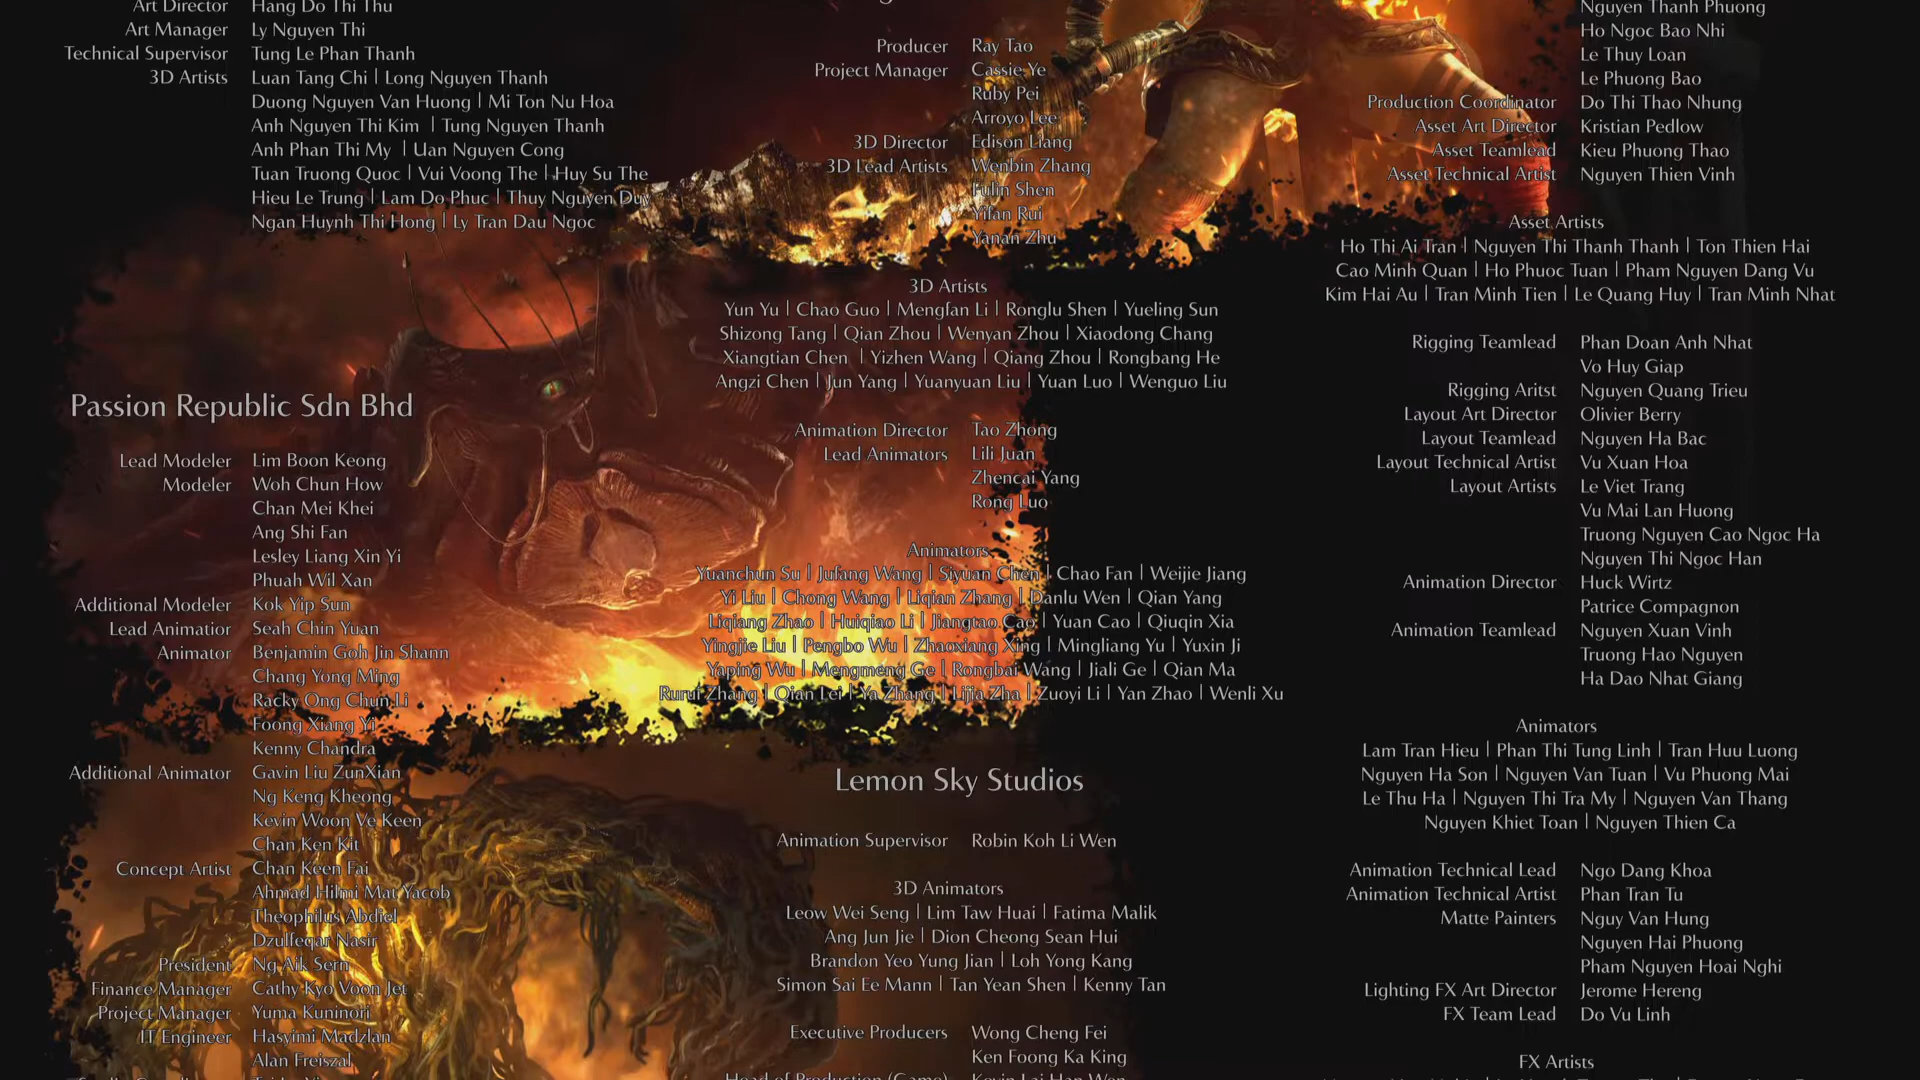 Art Director Hang Do Thi Thu
Art Manager Ly Nguyen Thi
Technical Supervisor Tung Le Phan Thanh
3D Artists Luan Tang Chi | Long Nguyen Thanh
Duong Nguyen Van Huong | Mi Ton Nu Hoa
Anh Nguyen Thi Kim | Tung Nguyen Thanh
Anh Phan Thi My | Uan Nguyen Cong
Tuan Truong Quoc | Vui Voong The | Huy Su The
Hieu Le Trung | Lam Do Phuc | Thuy Nguyen Duy
Ngan Huynh Thi Hong | Ly Tran Dau Ngoc
Passion Republic Sdn Bhd
Lead Modeler Lim Boon Keong
Modeler Woh Chun How
Chan Mei Khei
Ang Shi Fan
Lesley Liang Xin Yi
Phuah Wil Xan
Additional Modeler Kok Yip Sun
Lead Animatior Seah Chin Yuan
Animator Benjamin Goh Jin Shann
Chang Yong Ming
Racky Ong Chun Li
Foong Xiang Yi
Kenny Chandra
Additional Animator Gavin Liu ZunXian
Ng Keng Kheong
Kevin Woon Ve Keen
Chan Ken Kit
Concept Artist Chan Keen Fai
Ahmad Hilmi Mat Yacob
Theophilus Abdiel
Dzulfeqar Nasir
President Ng Aik Sern
Finance Manager Cathy Kyo Voon Jet
Project Manager Yuma Kuninori
IT Engineer Hasyimi Madzlan
Alan Freiszal
Producer Ray Tao
Project Manager Cassie Ye
Ruby Pei
Arroyo Lee
3D Director Edison Liang
3D Lead Artists Wenbin Zhang
Fulin Shen
Yifan Rui
Yanan Zhu
3D Artists
Yun Yu | Chao Guo | Mengfan Li | Ronglu Shen | Yueling Sun
Shizong Tang | Qian Zhou | Wenyan Zhou | Xiaodong Chang
Xiangtian Chen | Yizhen Wang | Qiang Zhou | Rongbang He
Angzi Chen | Jun Yang | Yuanyuan Liu | Yuan Luo | Wenguo Liu
Animation Director Tao Zhong
Lead Animators Lili Juan
Zhencai Yang
Rong Luo
Animators
Yuanchun Su | Jufang Wang | Siyuan Chen | Chao Fan | Weijie Jiang
Yi Liu | Chong Wang | Liqian Zhang | Danlu Wen | Qian Yang
Liqiang Zhao | Huiqiao Li | Jiangtao Cao | Yuan Cao | Qiuqin Xia
Yingjie Liu | Pengbo Wu | Zhaoxiang Xing | Mingliang Yu | Yuxin Ji
Yaping Wu | Mengmeng Ge | Rongbai Wang | Jiali Ge | Qian Ma
Rurui Zhang | Qian Lei | Ya Zhang | Lijia Zha | Zuoyi Li | Yan Zhao | Wenli Xu
Lemon Sky Studios
Animation Supervisor Robin Koh Li Wen
3D Animators
Leow Wei Seng | Lim Taw Huai | Fatima Malik
Ang Jun Jie | Dion Cheong Sean Hui
Brandon Yeo Yung Jian | Loh Yong Kang
Simon Sai Ee Mann | Tan Yean Shen | Kenny Tan
Executive Producers Wong Cheng Fei
Ken Foong Ka King
Head of Production (Game) Kevin Lai Han Wen
Nguyen Thanh Phuong
Ho Ngoc Bao Nhi
Le Thuy Loan
Le Phuong Bao
Production Coordinator Do Thi Thao Nhung
Asset Art Director Kristian Pedlow
Asset Teamlead Kieu Phuong Thao
Asset Technical Artist Nguyen Thien Vinh
Asset Artists
Ho Thi Ai Tran | Nguyen Thi Thanh Thanh | Ton Thien Hai
Cao Minh Quan | Ho Phuoc Tuan | Pham Nguyen Dang Vu
Kim Hai Au | Tran Minh Tien | Le Quang Huy | Tran Minh Nhat
Rigging Teamlead Phan Doan Anh Nhat
Vo Huy Giap
Rigging Aritst Nguyen Quang Trieu
Layout Art Director Olivier Berry
Layout Teamlead Nguyen Ha Bac
Layout Technical Artist Vu Xuan Hoa
Layout Artists Le Viet Trang
Vu Mai Lan Huong
Truong Nguyen Cao Ngoc Ha
Nguyen Thi Ngoc Han
Animation Director Huck Wirtz
Patrice Compagnon
Animation Teamlead Nguyen Xuan Vinh
Truong Hao Nguyen
Ha Dao Nhat Giang
Animators
Lam Tran Hieu | Phan Thi Tung Linh | Tran Huu Luong
Nguyen Ha Son | Nguyen Van Tuan | Vu Phuong Mai
Le Thu Ha | Nguyen Thi Tra My | Nguyen Van Thang
Nguyen Khiet Toan | Nguyen Thien Ca
Animation Technical Lead Ngo Dang Khoa
Animation Technical Artist Phan Tran Tu
Matte Painters Nguy Van Hung
Nguyen Hai Phuong
Pham Nguyen Hoai Nghi
Lighting FX Art Director Jerome Hereng
FX Team Lead Do Vu Linh
FX Artists